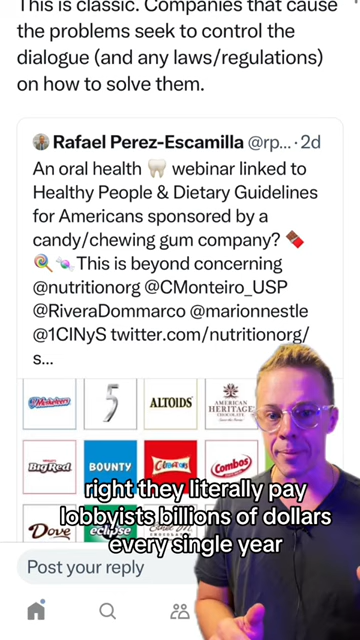 This is classic. Companies that cause
the problems seek to control the
dialogue (and any laws/regulations)
on how to solve them.
Rafael Perez-Escamilla @rp... · 2d
An oral health 🦷 webinar linked to
Healthy People & Dietary Guidelines
for Americans sponsored by a
candy/chewing gum company? 🍫
🍭 🍬 This is beyond concerning
@nutritionorg @CMonteiro_USP
@RiveraDommarco @marionnestle
@1CINyS twitter.com/nutritionorg/
s...
3 Musketeers
5
ALTOIDS
AMERICAN
HERITAGE
CHOCOLATE
BigRed
BOUNTY
Celebrations
Combos
right they literally pay
lobbyists billions of dollars
every single year
Dove
eclipse
Post your reply